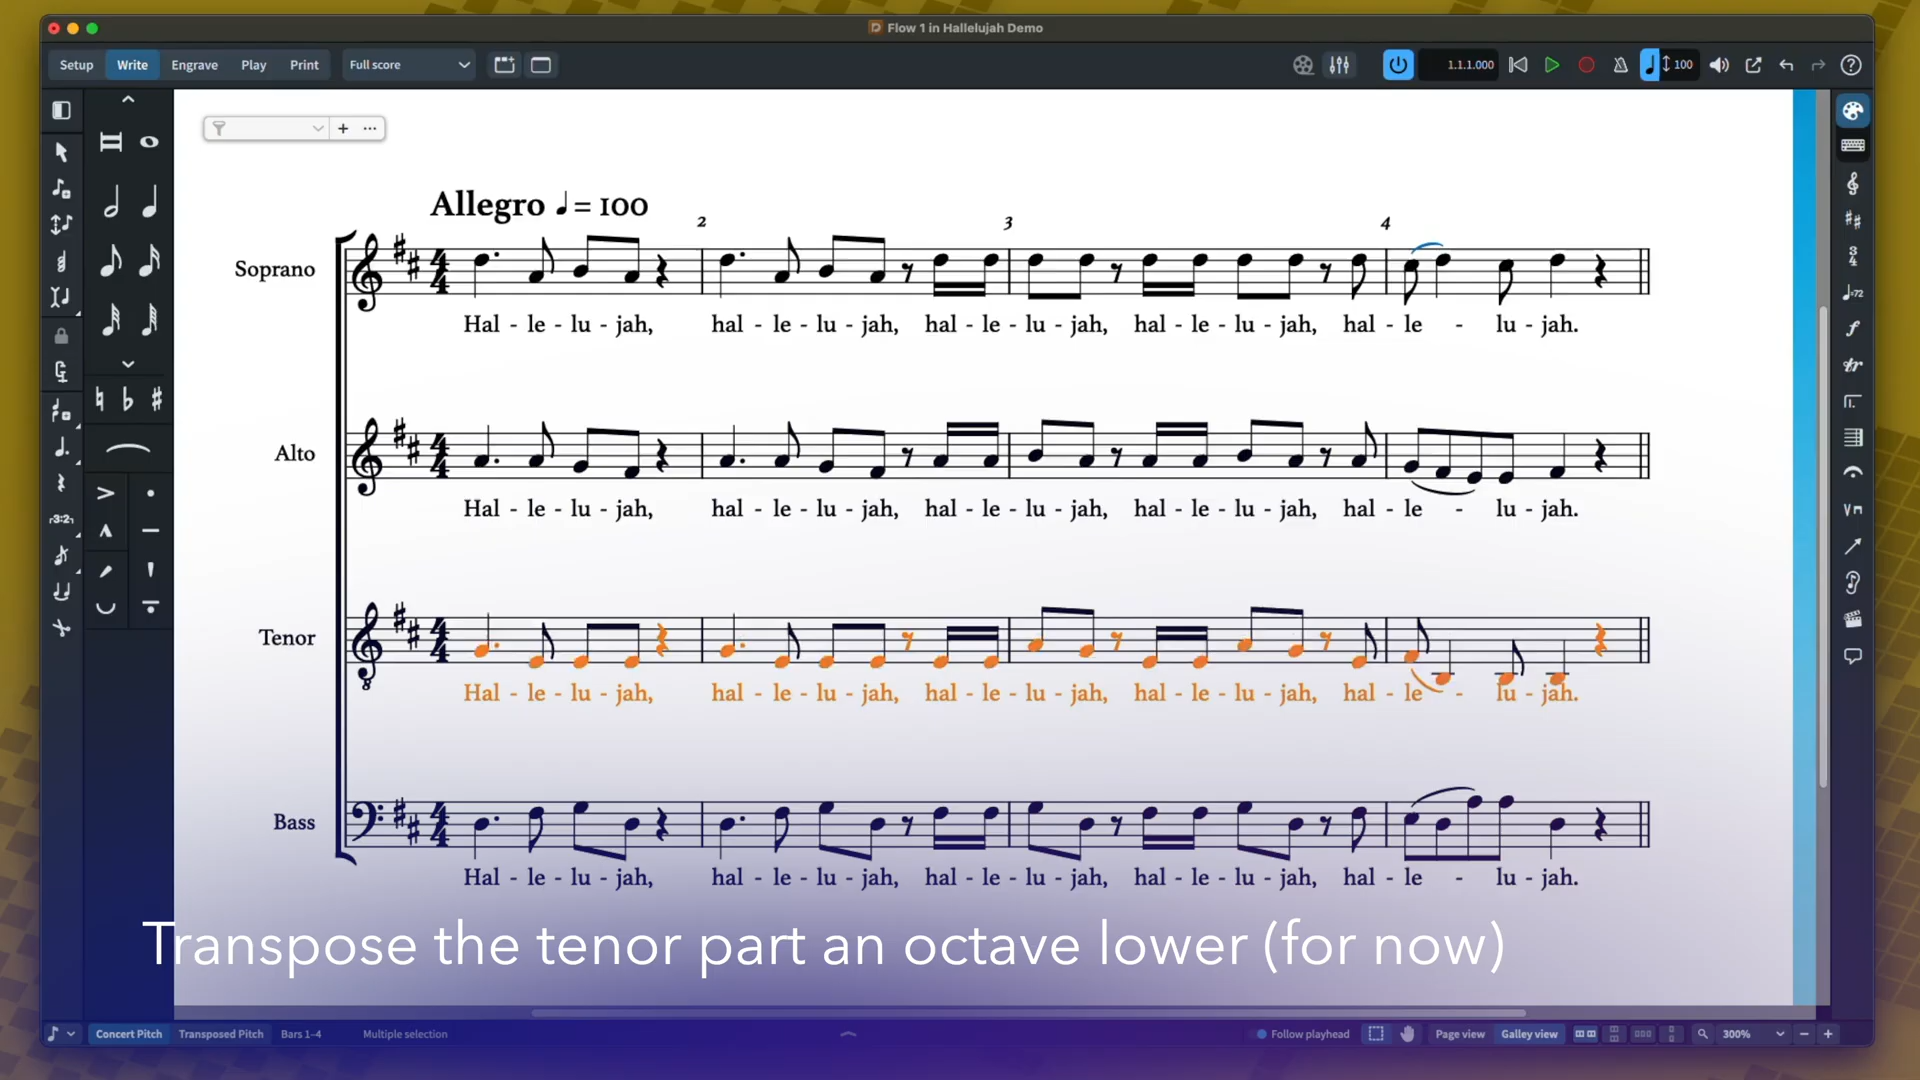 Flow 1 in Hallelujah Demo
Setup Write Engrave Play Print Full score 1.1.1.000 100
Allegro ♩= 100
2 3 4
Soprano
Hal - le - lu - jah, hal - le - lu - jah, hal - le - lu - jah, hal - le - lu - jah, hal - le - lu - jah.
Alto
Hal - le - lu - jah, hal - le - lu - jah, hal - le - lu - jah, hal - le - lu - jah, hal - le - lu - jah.
Tenor
Hal - le - lu - jah, hal - le - lu - jah, hal - le - lu - jah, hal - le - lu - jah, hal - le - lu - jah.
Bass
Hal - le - lu - jah, hal - le - lu - jah, hal - le - lu - jah, hal - le - lu - jah, hal - le - lu - jah.
Transpose the tenor part an octave lower (for now)
Concert Pitch Transposed Pitch Bars 1–4 Multiple selection Follow playhead Page view Galley view 300%